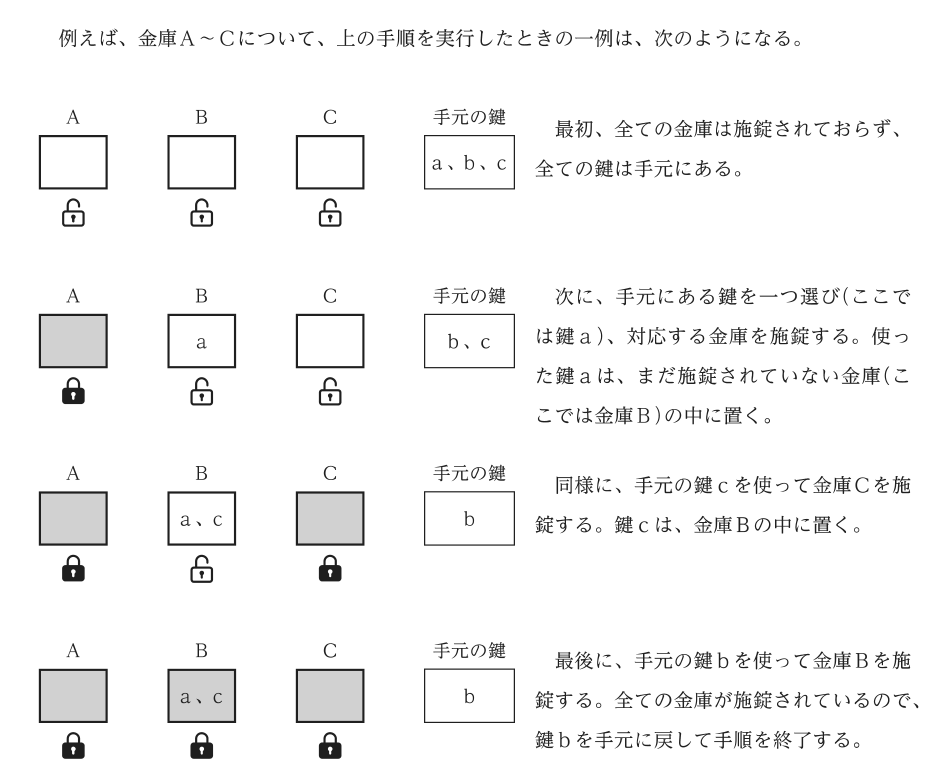 例えば、金庫A～Cについて、上の手順を実行したときの一例は、次のようになる。
A B C 手元の鍵
a、b、c
最初、全ての金庫は施錠されておらず、
全ての鍵は手元にある。
A B C 手元の鍵
a b、c
次に、手元にある鍵を一つ選び(ここで
は鍵a)、対応する金庫を施錠する。使っ
た鍵aは、まだ施錠されていない金庫(こ
こでは金庫B)の中に置く。
A B C 手元の鍵
a、c b
同様に、手元の鍵cを使って金庫Cを施
錠する。鍵cは、金庫Bの中に置く。
A B C 手元の鍵
a、c b
最後に、手元の鍵bを使って金庫Bを施
錠する。全ての金庫が施錠されているので、
鍵bを手元に戻して手順を終了する。